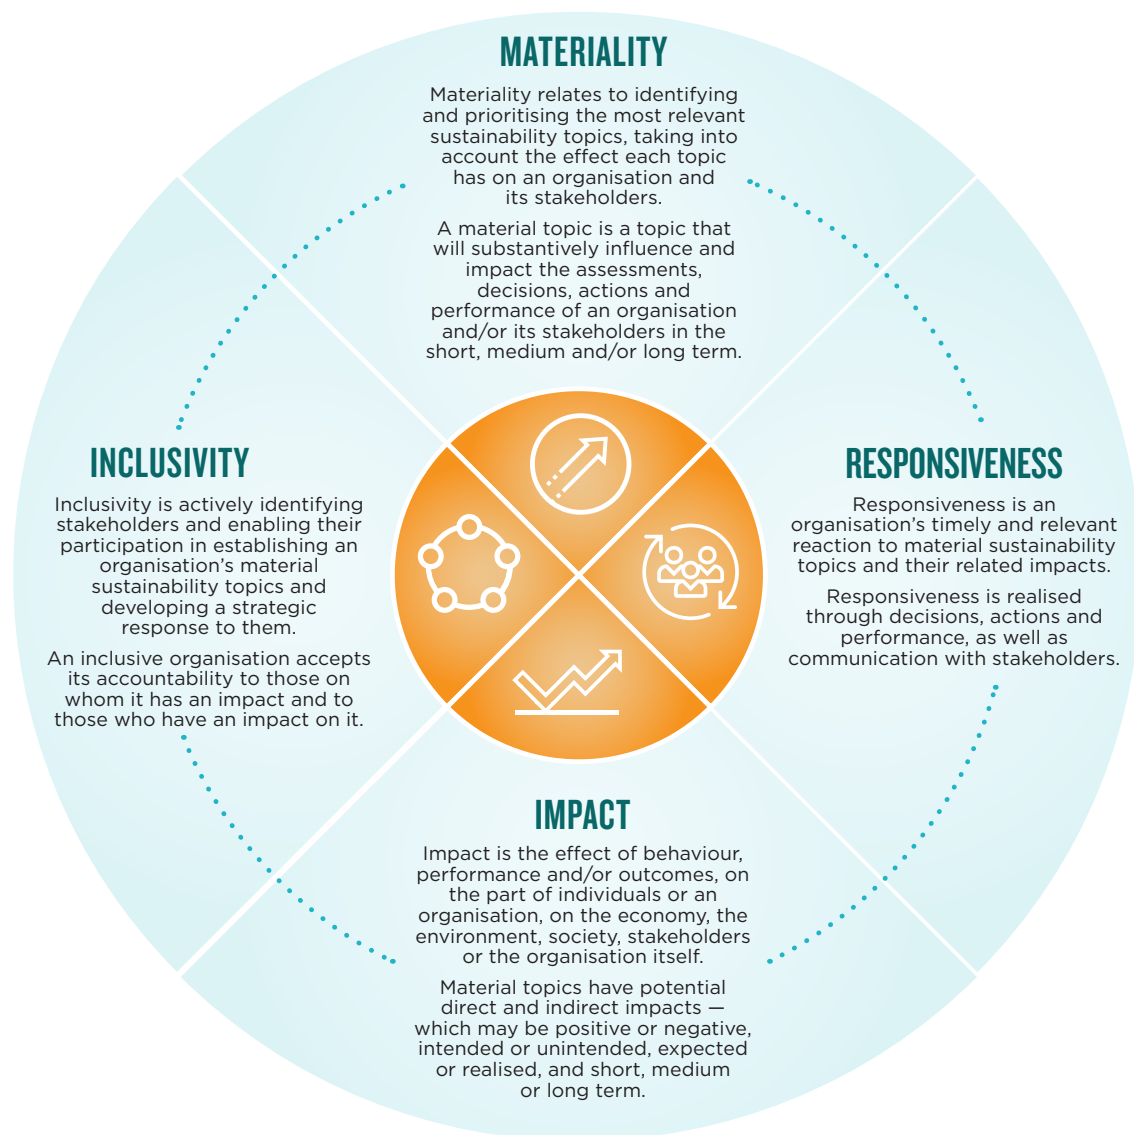 MATERIALITY
Materiality relates to identifying
and prioritising the most relevant
sustainability topics, taking into
account the effect each topic
has on an organisation and
its stakeholders.
A material topic is a topic that
will substantively influence and
impact the assessments,
decisions, actions and
performance of an organisation
and/or its stakeholders in the
short, medium and/or long term.
INCLUSIVITY
Inclusivity is actively identifying
stakeholders and enabling their
participation in establishing an
organisation’s material
sustainability topics and
developing a strategic
response to them.
An inclusive organisation accepts
its accountability to those on
whom it has an impact and to
those who have an impact on it.
RESPONSIVENESS
Responsiveness is an
organisation’s timely and relevant
reaction to material sustainability
topics and their related impacts.
Responsiveness is realised
through decisions, actions and
performance, as well as
communication with stakeholders.
IMPACT
Impact is the effect of behaviour,
performance and/or outcomes, on
the part of individuals or an
organisation, on the economy, the
environment, society, stakeholders
or the organisation itself.
Material topics have potential
direct and indirect impacts —
which may be positive or negative,
intended or unintended, expected
or realised, and short, medium
or long term.